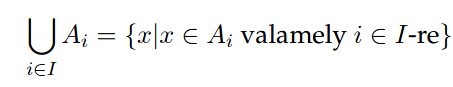 ⋃ A_i = {x|x ∈ A_i valamely i ∈ I-re}
i∈I